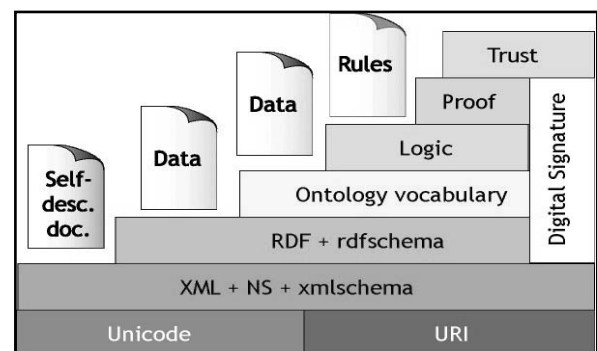 Trust
Rules
Proof
Data
Logic
Data
Digital Signature
Self-
desc.
doc.
Ontology vocabulary
RDF + rdfschema
XML + NS + xmlschema
Unicode
URI